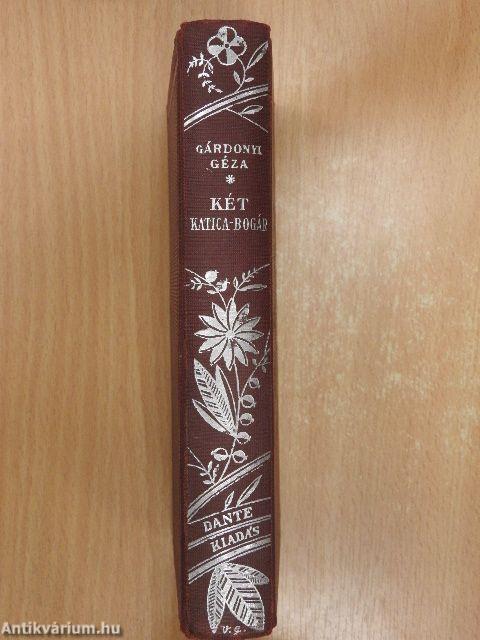 GÁRDONYI
GÉZA
*
KÉT
KATICA-BOGÁR
DANTE
KIADÁS
V. G.
Antikvárium.hu